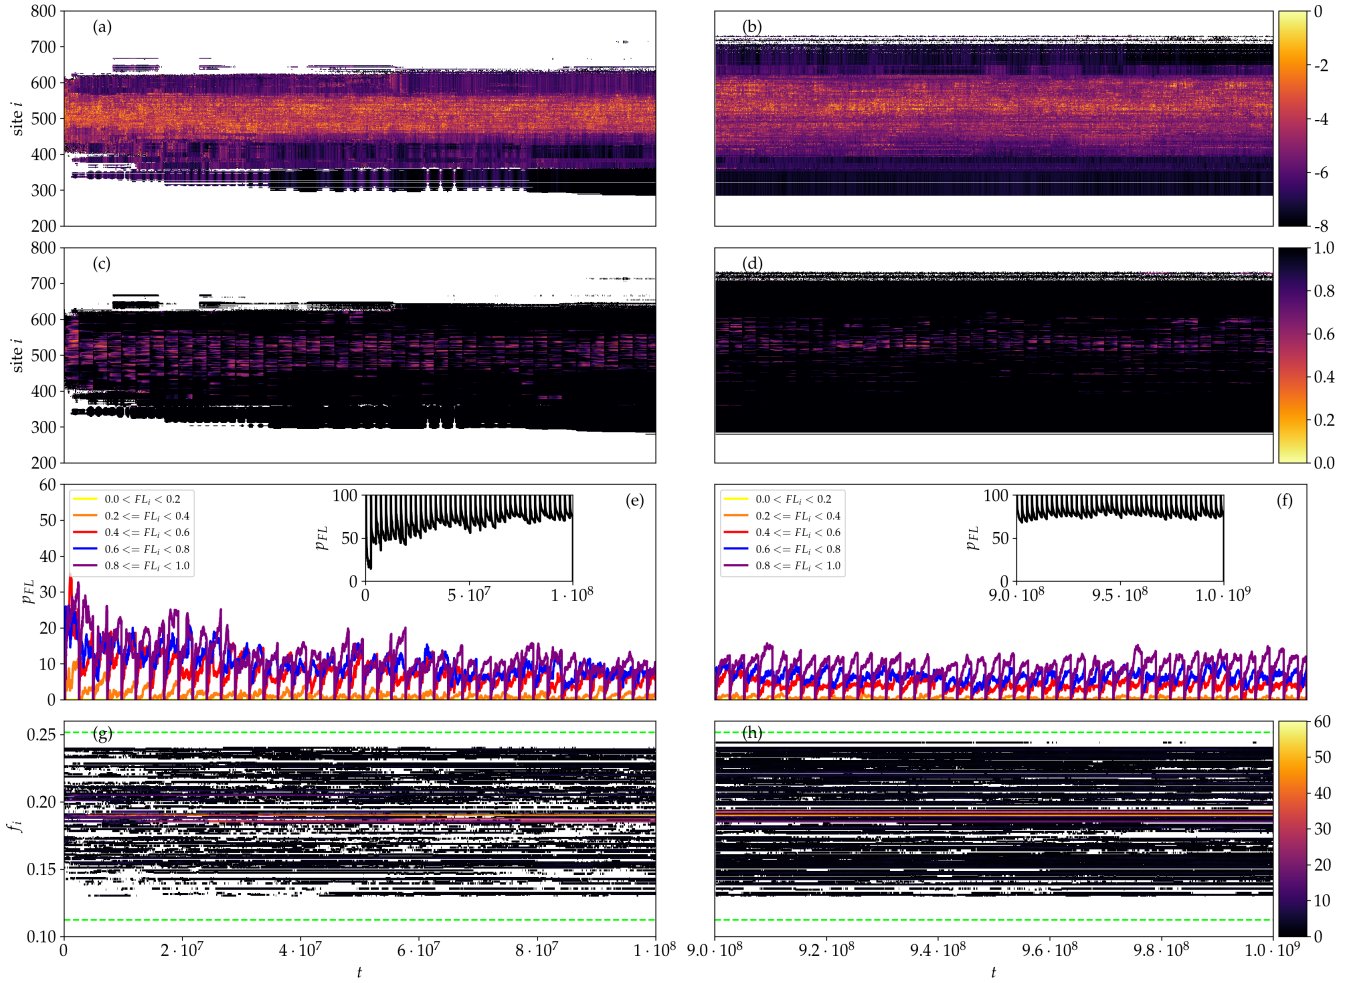 800
700
600
500
400
300
200
site i
(a)
(b)
0
-2
-4
-6
-8
800
700
600
500
400
300
200
site i
(c)
(d)
1.0
0.8
0.6
0.4
0.2
0.0
60
50
40
30
20
10
0
p_{FL}
0.0 < FL_i < 0.2
0.2 <= FL_i < 0.4
0.4 <= FL_i < 0.6
0.6 <= FL_i < 0.8
0.8 <= FL_i < 1.0
100
50
0
p_{FL}
0
5 · 10^7
1 · 10^8
(e)
0.0 < FL_i < 0.2
0.2 <= FL_i < 0.4
0.4 <= FL_i < 0.6
0.6 <= FL_i < 0.8
0.8 <= FL_i < 1.0
100
50
0
p_{FL}
9.0 · 10^8
9.5 · 10^8
1.0 · 10^9
(f)
0.25
0.20
0.15
0.10
f_i
(g)
0
2 · 10^7
4 · 10^7
6 · 10^7
8 · 10^7
1 · 10^8
t
(h)
9.0 · 10^8
9.2 · 10^8
9.4 · 10^8
9.6 · 10^8
9.8 · 10^8
1.0 · 10^9
t
60
50
40
30
20
10
0